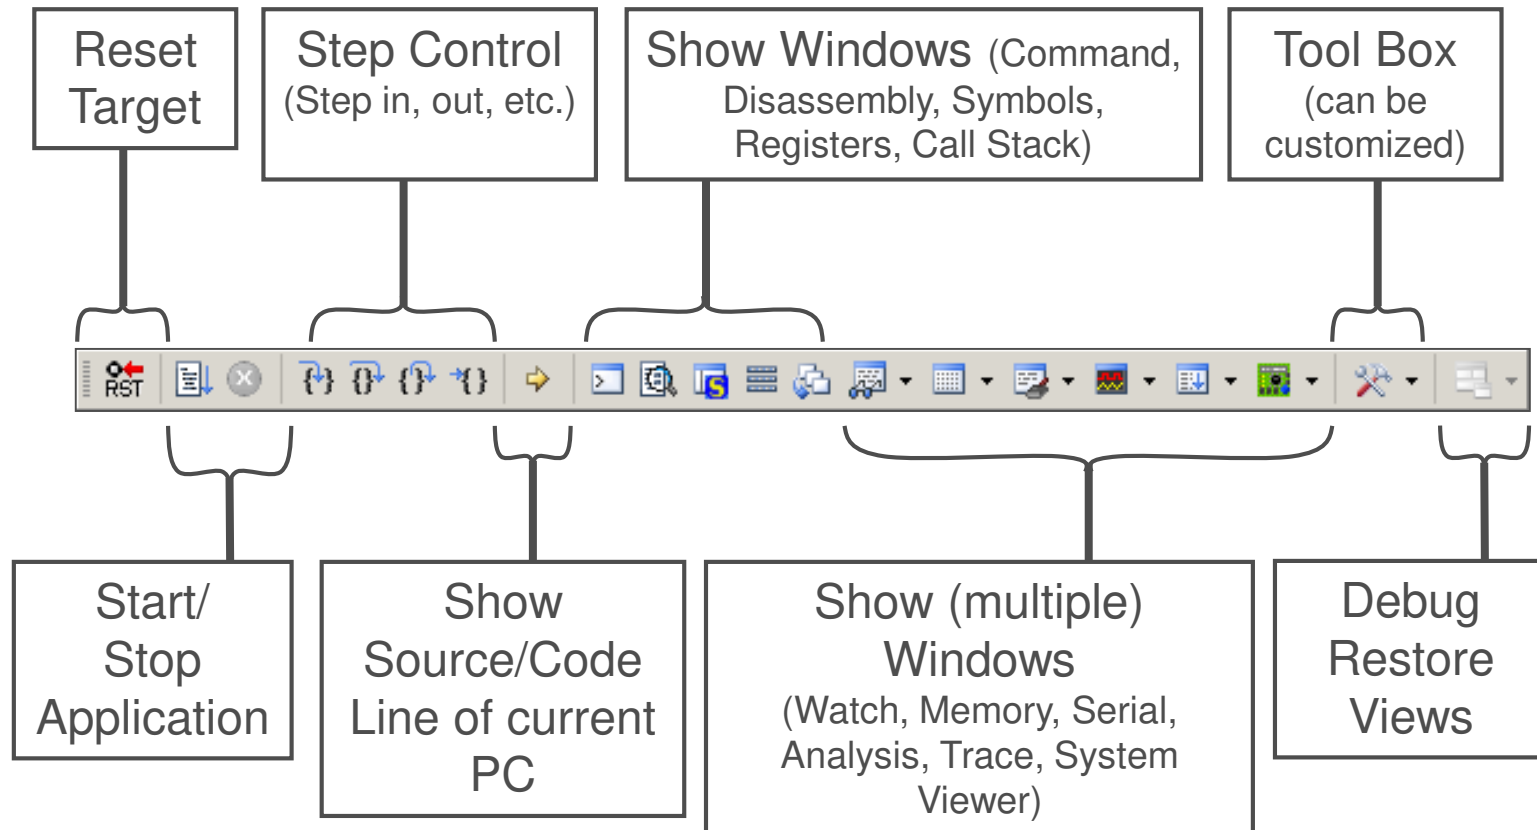 Reset
Target
Step Control
(Step in, out, etc.)
Show Windows (Command,
Disassembly, Symbols,
Registers, Call Stack)
Tool Box
(can be
customized)
RST
{} {} {} {}
>
S
Start/
Stop
Application
Show
Source/Code
Line of current
PC
Show (multiple)
Windows
(Watch, Memory, Serial,
Analysis, Trace, System
Viewer)
Debug
Restore
Views